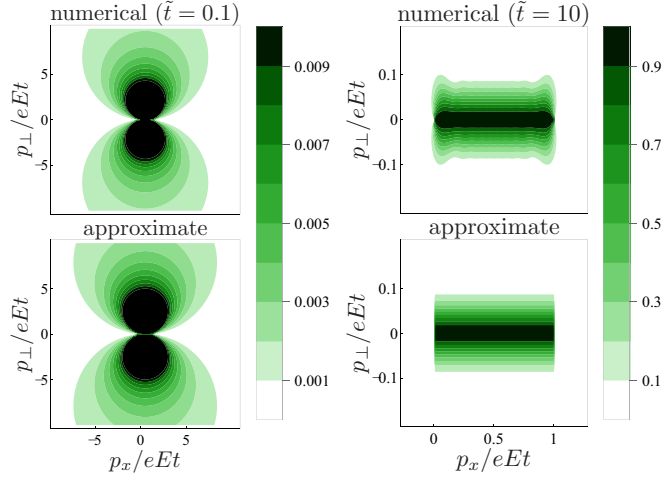 numerical (t̃ = 0.1)
5
0
−5
p⊥/eEt
approximate
5
0
−5
p⊥/eEt
−5
0
5
px/eEt
0.009
0.007
0.005
0.003
0.001
numerical (t̃ = 10)
0.1
0
−0.1
p⊥/eEt
approximate
0.1
0
−0.1
p⊥/eEt
0
0.5
1
px/eEt
0.9
0.7
0.5
0.3
0.1